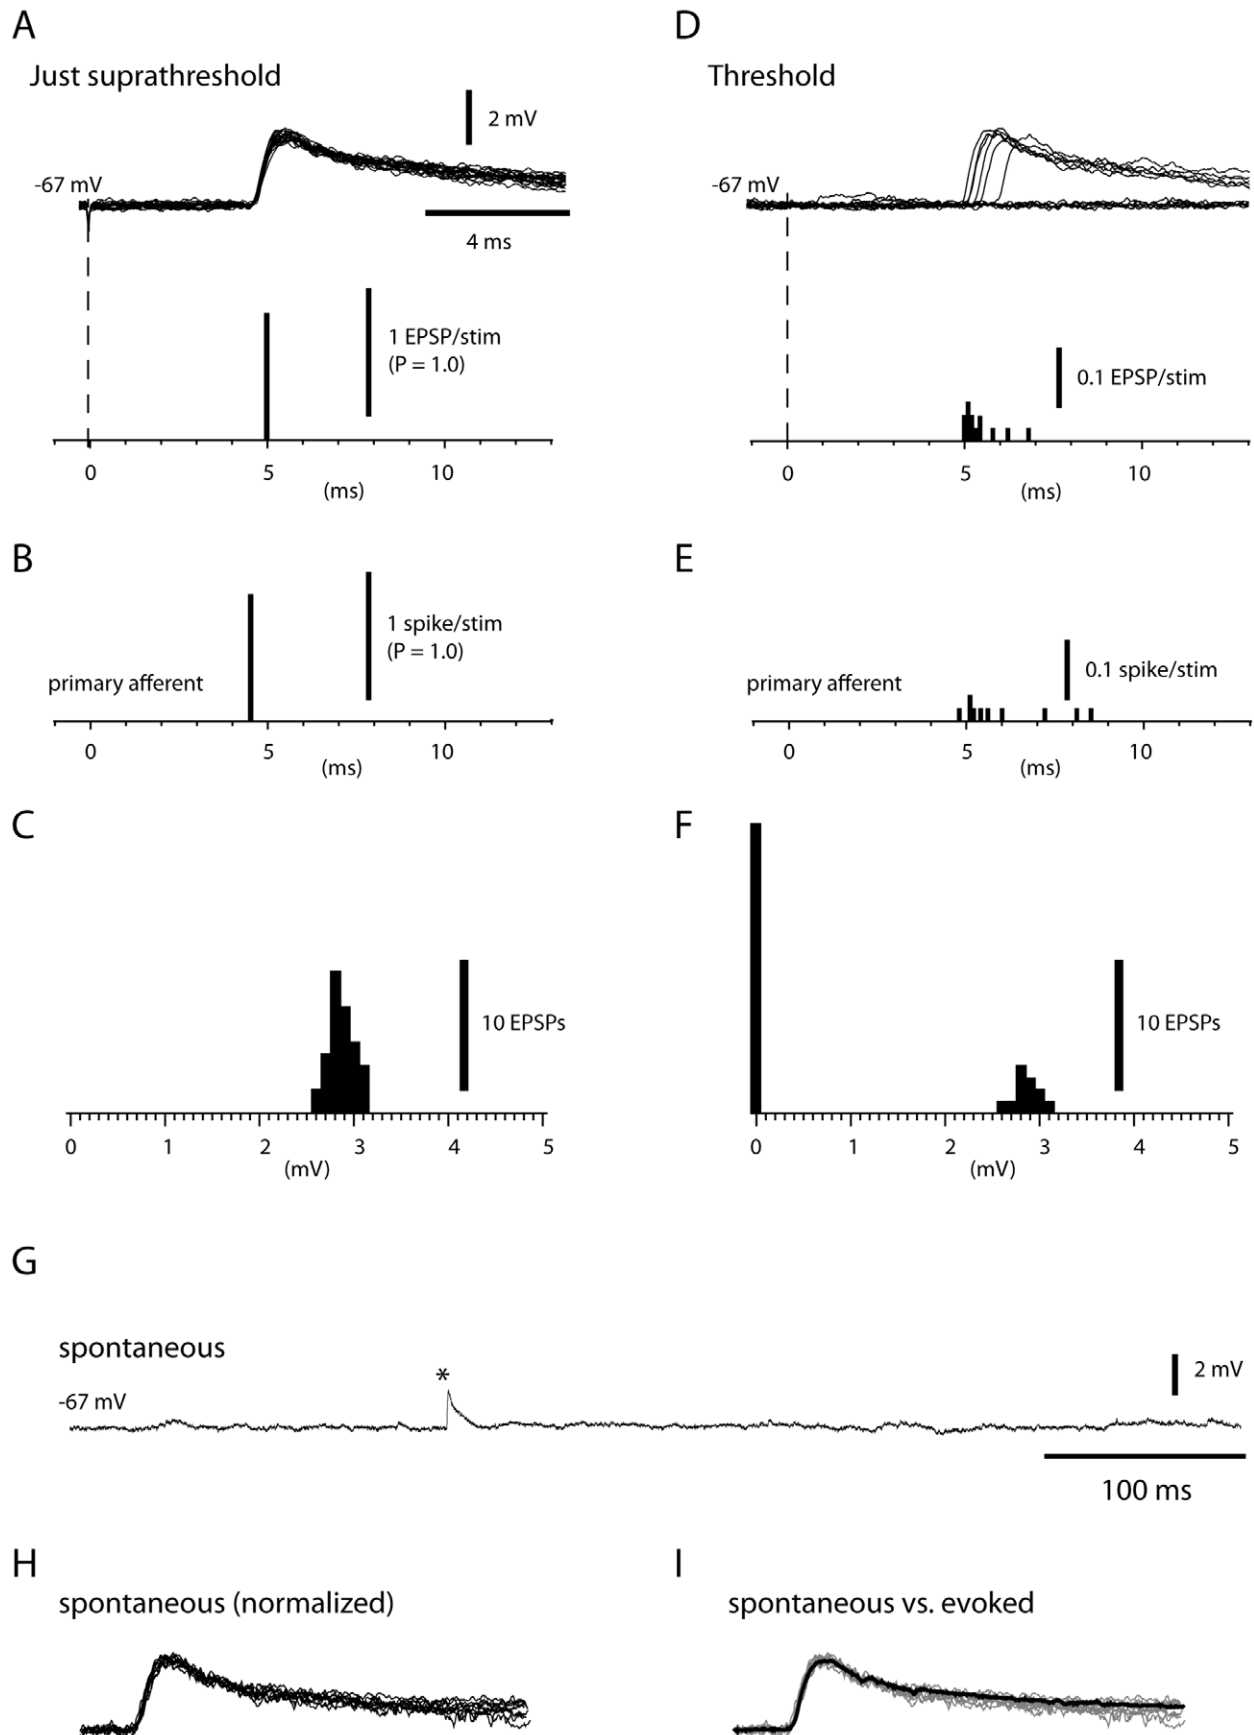 A
Just suprathreshold
2 mV
-67 mV
4 ms
1 EPSP/stim
(P = 1.0)
0 5 10
(ms)
D
Threshold
-67 mV
0.1 EPSP/stim
0 5 10
(ms)
B
1 spike/stim
(P = 1.0)
primary afferent
0 5 10
(ms)
E
0.1 spike/stim
primary afferent
0 5 10
(ms)
C
10 EPSPs
0 1 2 3 4 5
(mV)
F
10 EPSPs
0 1 2 3 4 5
(mV)
G
spontaneous
*
2 mV
-67 mV
100 ms
H
spontaneous (normalized)
I
spontaneous vs. evoked